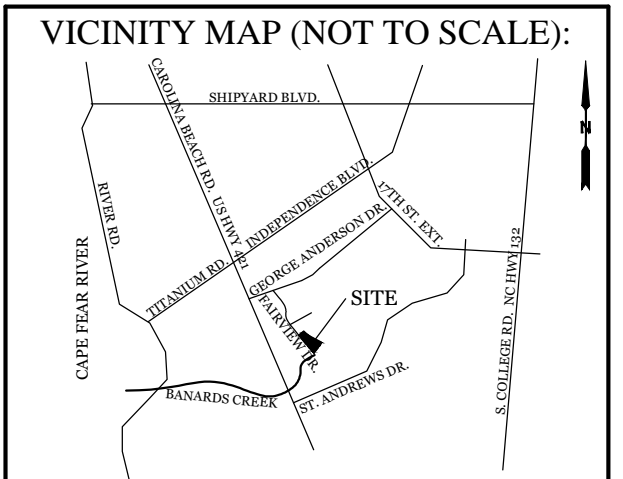 VICINITY MAP (NOT TO SCALE):
SHIPYARD BLVD.
CAROLINA BEACH RD. US HWY 421
N
RIVER RD.
INDEPENDENCE BLVD.
17TH ST. EXT.
GEORGE ANDERSON DR.
CAPE FEAR RIVER
TITANIUM RD.
S. COLLEGE RD. NC HWY 132
SITE
FAIRVIEW DR.
BANARDS CREEK
ST. ANDREWS DR.